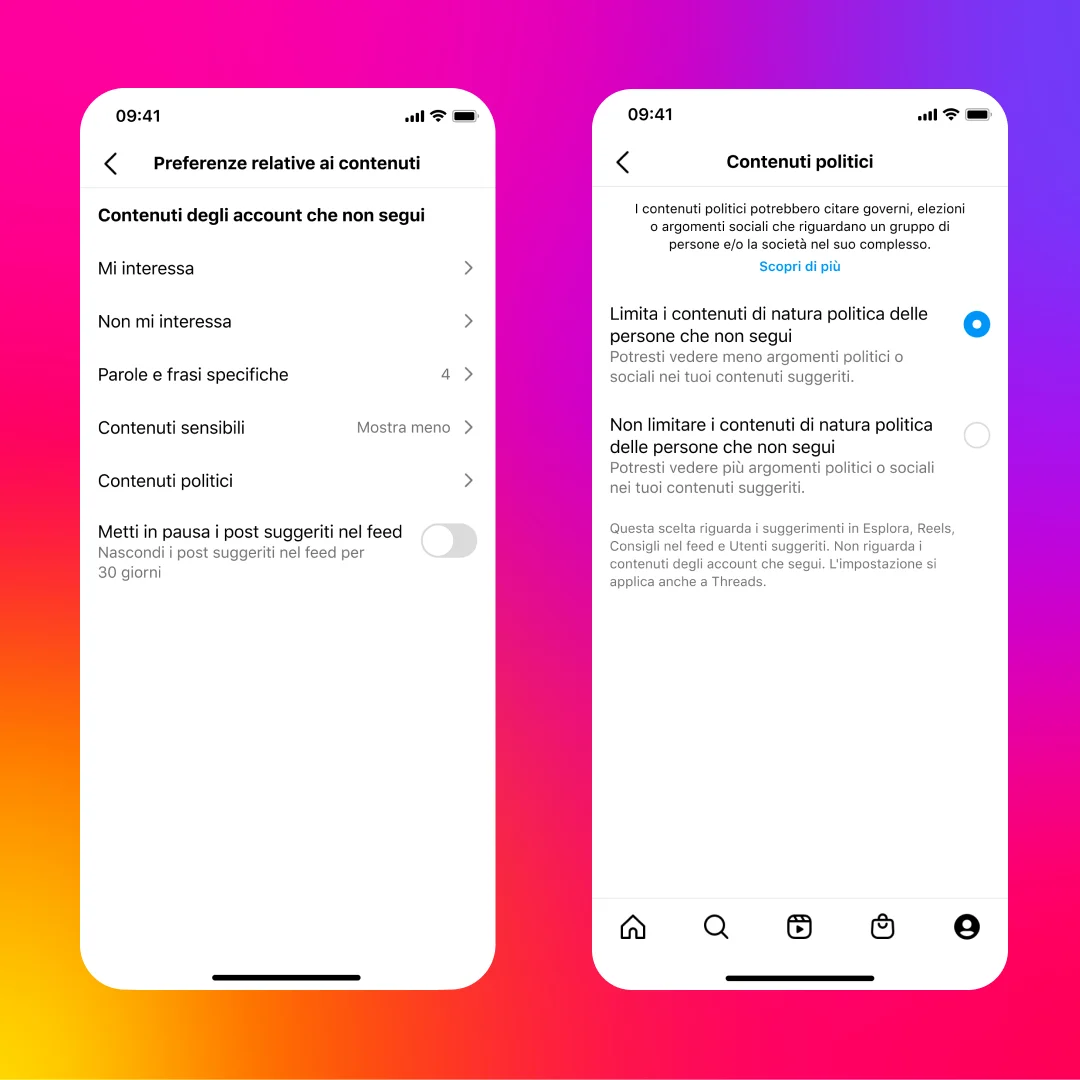 09:41
Preferenze relative ai contenuti
Contenuti degli account che non segui
Mi interessa
Non mi interessa
Parole e frasi specifiche 4
Contenuti sensibili Mostra meno
Contenuti politici
Metti in pausa i post suggeriti nel feed
Nascondi i post suggeriti nel feed per
30 giorni
09:41
Contenuti politici
I contenuti politici potrebbero citare governi, elezioni
o argomenti sociali che riguardano un gruppo di
persone e/o la società nel suo complesso.
Scopri di più
Limita i contenuti di natura politica delle
persone che non segui
Potresti vedere meno argomenti politici o
sociali nei tuoi contenuti suggeriti.
Non limitare i contenuti di natura politica
delle persone che non segui
Potresti vedere più argomenti politici o sociali
nei tuoi contenuti suggeriti.
Questa scelta riguarda i suggerimenti in Esplora, Reels,
Consigli nel feed e Utenti suggeriti. Non riguarda i
contenuti degli account che segui. L'impostazione si
applica anche a Threads.